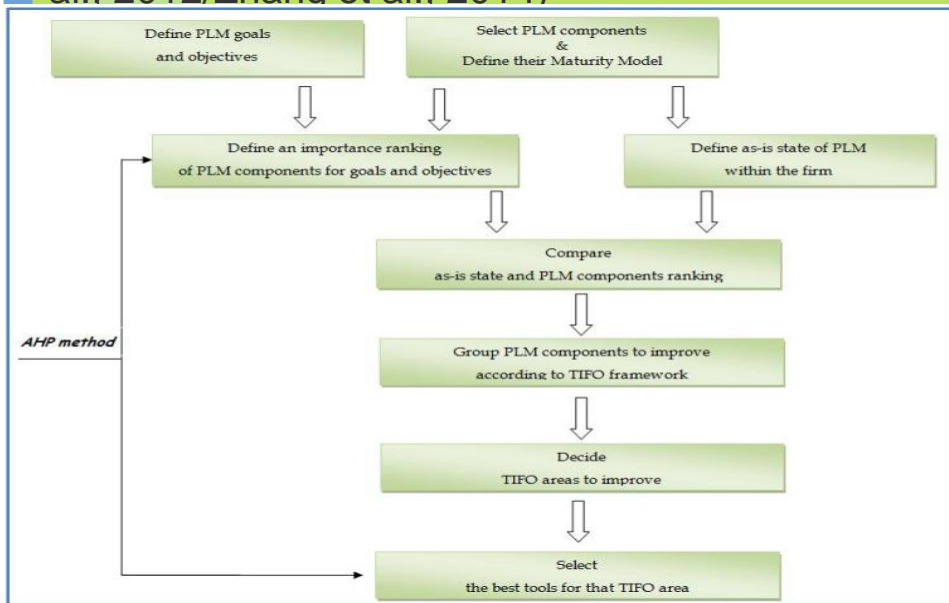 Define PLM goals
and objectives
Select PLM components
&
Define their Maturity Model
Define an importance ranking
of PLM components for goals and objectives
Define as-is state of PLM
within the firm
Compare
as-is state and PLM components ranking
AHP method
Group PLM components to improve
according to TIFO framework
Decide
TIFO areas to improve
Select
the best tools for that TIFO area